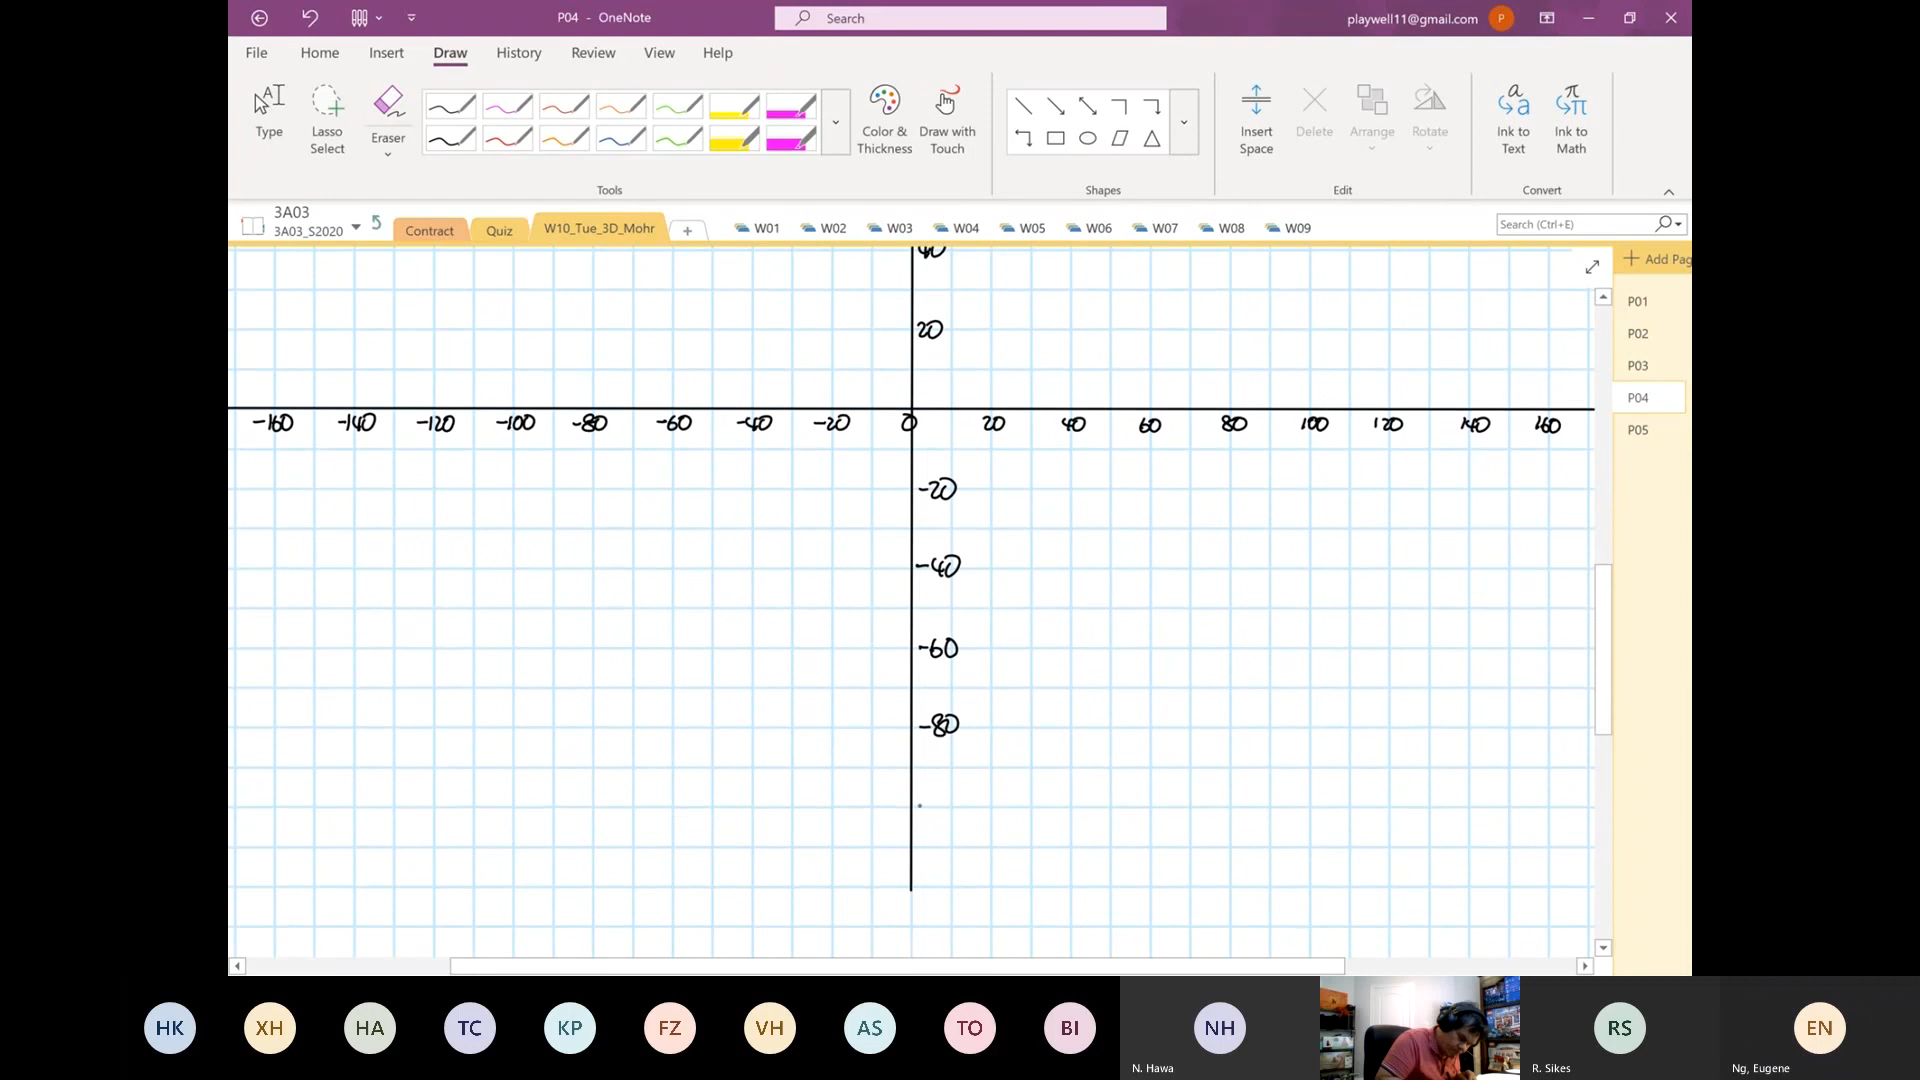 P04 - OneNote
Search
playwell11@gmail.com
P
File Home Insert Draw History Review View Help
Type
Lasso Select
Eraser
Color & Thickness
Draw with Touch
Insert Space
Delete
Arrange
Rotate
Ink to Text
Ink to Math
Tools
Shapes
Edit
Convert
3A03
3A03_S2020
Contract
Quiz
W10_Tue_3D_Mohr
W01 W02 W03 W04 W05 W06 W07 W08 W09
Search (Ctrl+E)
Add Pag
P01
P02
P03
P04
P05
40
20
-160 -140 -120 -100 -80 -60 -40 -20 0 20 40 60 80 100 120 140 160
-20
-40
-60
-80
HK XH HA TC KP FZ VH AS TO BI NH RS EN
N. Hawa
R. Sikes
Ng, Eugene